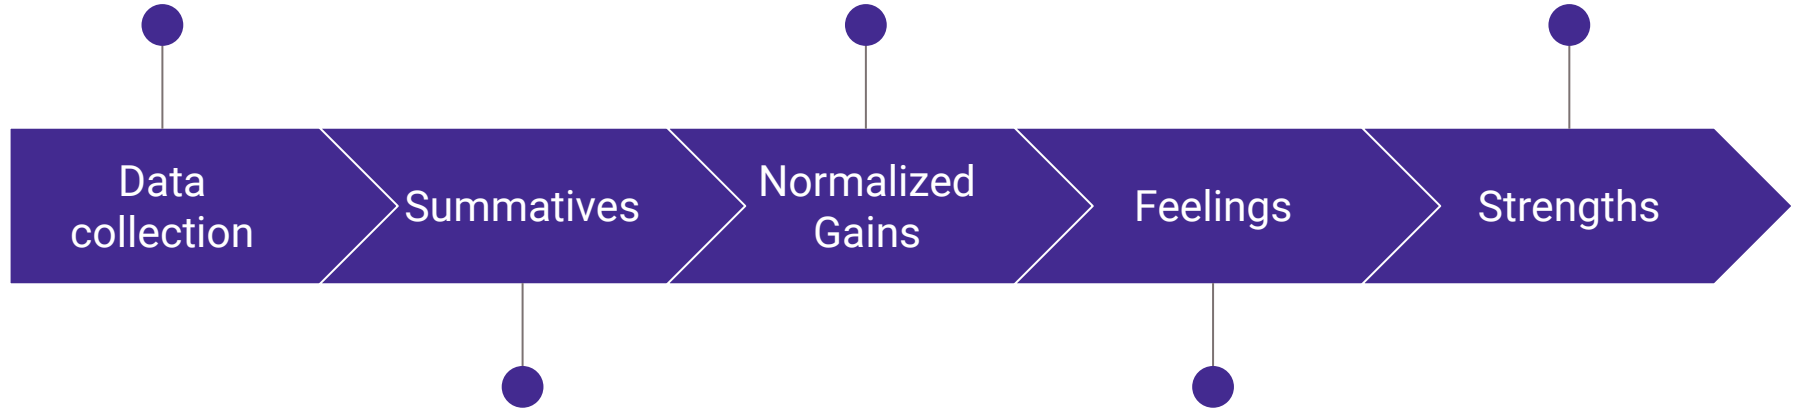 Data
collection
Summatives
Normalized
Gains
Feelings
Strengths